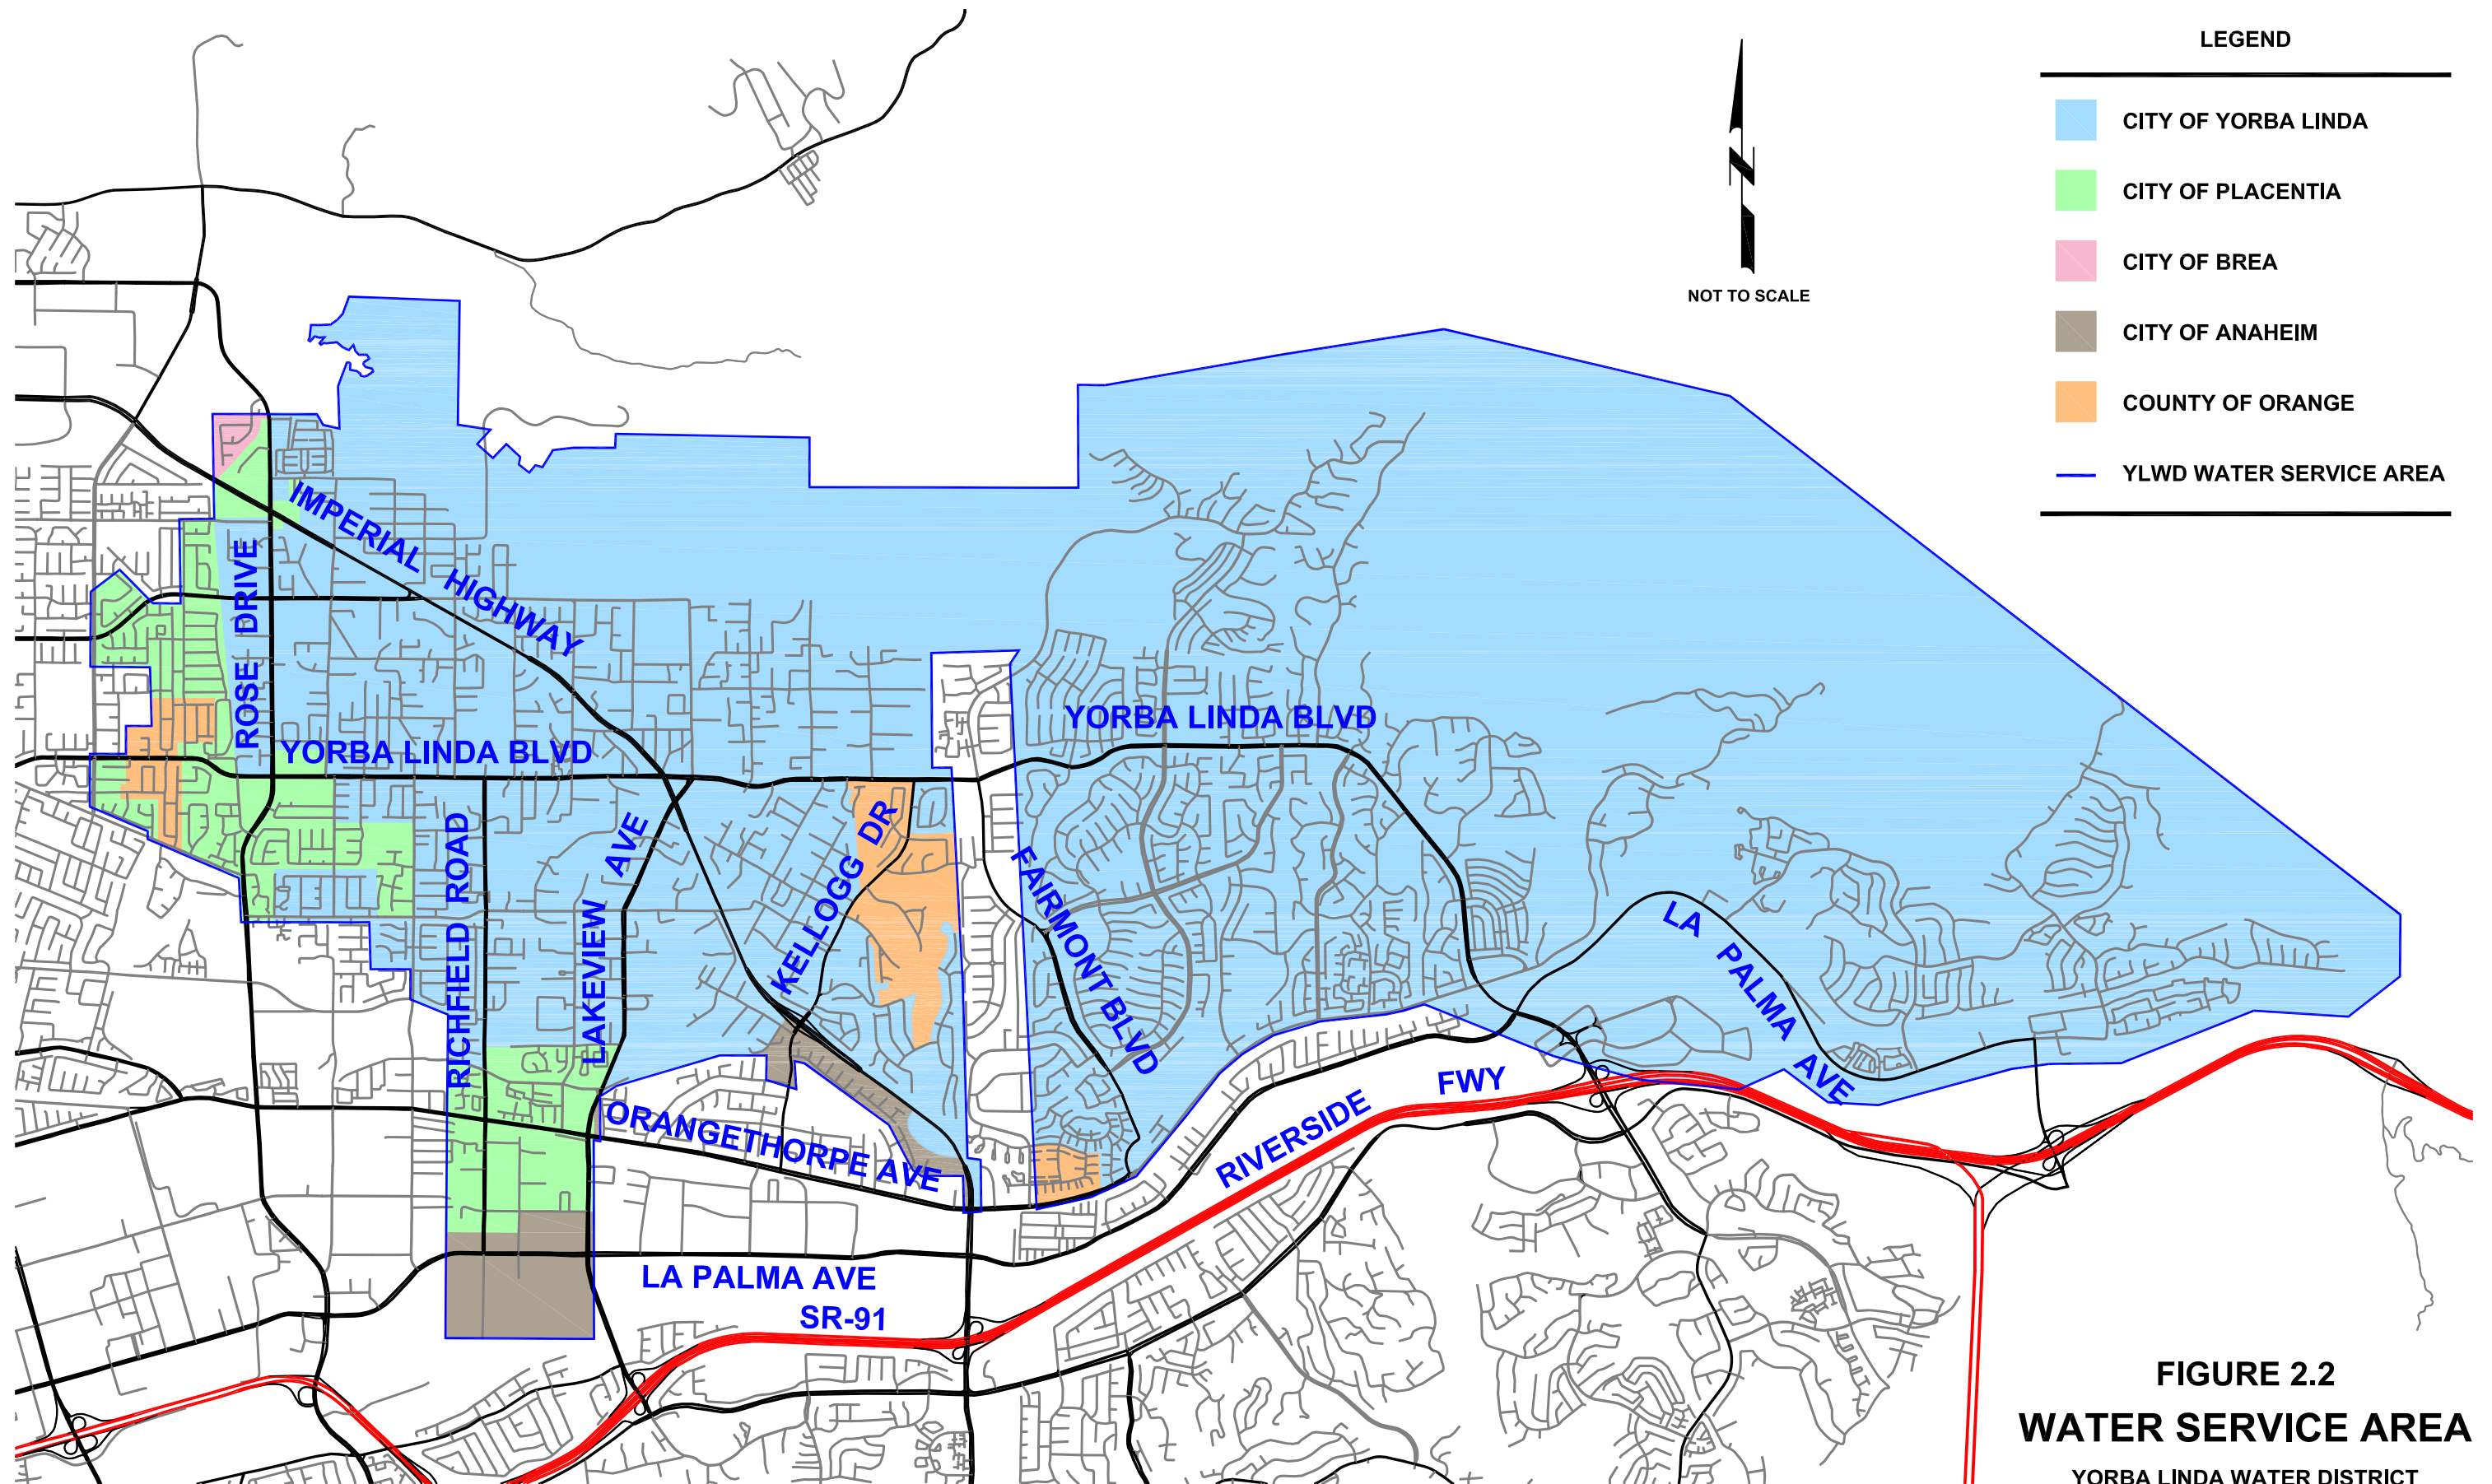 LEGEND
CITY OF YORBA LINDA
CITY OF PLACENTIA
CITY OF BREA
CITY OF ANAHEIM
COUNTY OF ORANGE
YLWD WATER SERVICE AREA
N
NOT TO SCALE
IMPERIAL HIGHWAY
ROSE DRIVE
YORBA LINDA BLVD
YORBA LINDA BLVD
RICHFIELD ROAD
LAKEVIEW AVE
KELLOGG DR
FAIRMONT BLVD
LA PALMA AVE
ORANGETHORPE AVE
RIVERSIDE FWY
LA PALMA AVE
SR-91
FIGURE 2.2
WATER SERVICE AREA
YORBA LINDA WATER DISTRICT